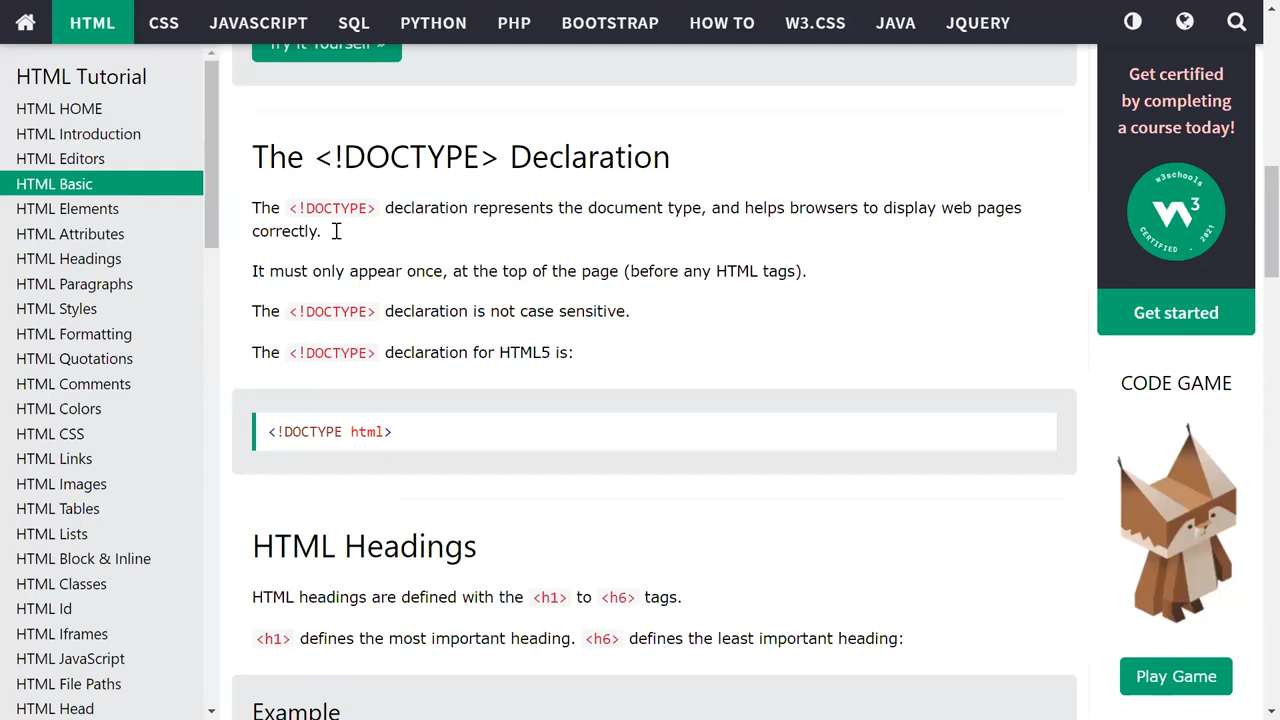 HTML CSS JAVASCRIPT SQL PYTHON PHP BOOTSTRAP HOW TO W3.CSS JAVA JQUERY
HTML Tutorial
HTML HOME
HTML Introduction
HTML Editors
HTML Basic
HTML Elements
HTML Attributes
HTML Headings
HTML Paragraphs
HTML Styles
HTML Formatting
HTML Quotations
HTML Comments
HTML Colors
HTML CSS
HTML Links
HTML Images
HTML Tables
HTML Lists
HTML Block & Inline
HTML Classes
HTML Id
HTML Iframes
HTML JavaScript
HTML File Paths
HTML Head
Try it Yourself »
The <!DOCTYPE> Declaration
The <!DOCTYPE> declaration represents the document type, and helps browsers to display web pages
correctly.
It must only appear once, at the top of the page (before any HTML tags).
The <!DOCTYPE> declaration is not case sensitive.
The <!DOCTYPE> declaration for HTML5 is:
<!DOCTYPE html>
HTML Headings
HTML headings are defined with the <h1> to <h6> tags.
<h1> defines the most important heading. <h6> defines the least important heading:
Example
Get certified
by completing
a course today!
w3schools
W3
CERTIFIED . 2021
Get started
CODE GAME
Play Game